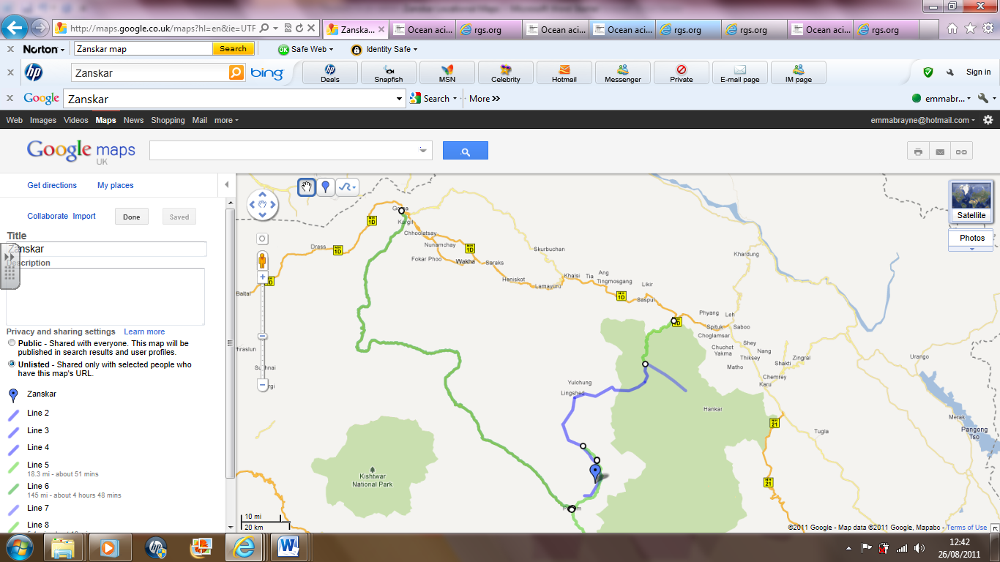 http://maps.google.co.uk/maps?hl=en&ie=UTF
Zanska...
Ocean aci...
rgs.org
Ocean aci...
Ocean aci...
rgs.org
rgs.org
Ocean aci...
rgs.org
Norton
Zanskar map
Search
OK
Safe Web
Identity Safe
hp
Zanskar
bing
Deals
Snapfish
MSN
Celebrity
Hotmail
Messenger
Private
E-mail page
IM page
Sign in
Google
Zanskar
Search
More
emmabr...
Web Images Videos Maps News Shopping Mail more
emmabrayne@hotmail.com
Google maps
UK
Get directions
My places
Collaborate
Import
Done
Saved
Title
Zanskar
Description
Privacy and sharing settings
Learn more
Public - Shared with everyone. This map will be
published in search results and user profiles.
Unlisted - Shared only with selected people who
have this map's URL.
Zanskar
Line 2
Line 3
Line 4
Line 5
18.3 mi - about 51 mins
Line 6
145 mi - about 4 hours 48 mins
Line 7
Line 8
Satellite
Photos
Kargil
NH
1D
Chhoolatsay
Drass
NH
1D
Nunamchay
NH
1D
Skurbuchan
Khardung
Fokar Phoo
Wakha
Saraks
Heniskot
Lamayuru
Khalsi
Tia
Ang
Tingmosgang
Likir
Baltal
NH
1D
Saspul
Phyang
Leh
Spituk
Saboo
Choglamsar
Shey
Chuchot
Yakma
Thiksey
Nang
Matho
Shakti
Zingral
Chemrey
Karu
Urango
Yulchung
Lingshed
Hankar
NH
21
Tugla
Merak
Pangong
Tso
Kishtwar
National Park
NH
21
10 mi
20 km
©2011 Google - Map data ©2011 Google, Mapabc - Terms of Use
12:42
26/08/2011